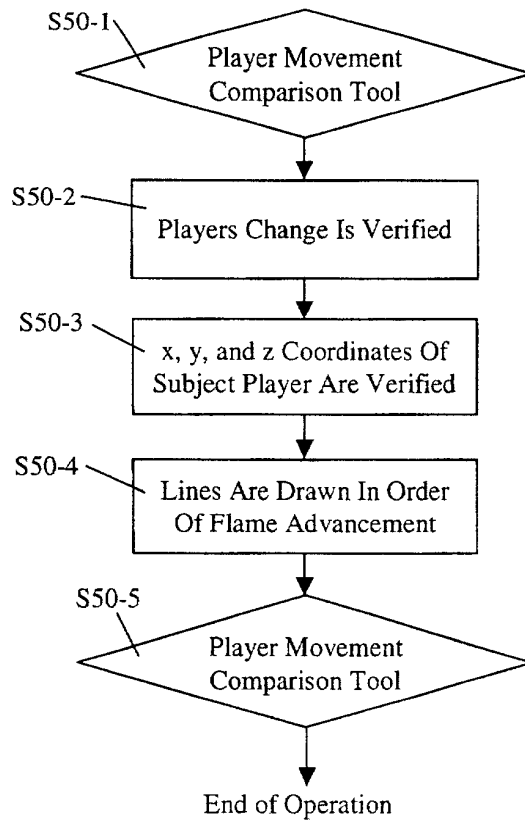 S50-1
Player Movement
Comparison Tool
S50-2
Players Change Is Verified
S50-3
x, y, and z Coordinates Of
Subject Player Are Verified
S50-4
Lines Are Drawn In Order
Of Flame Advancement
S50-5
Player Movement
Comparison Tool
End of Operation